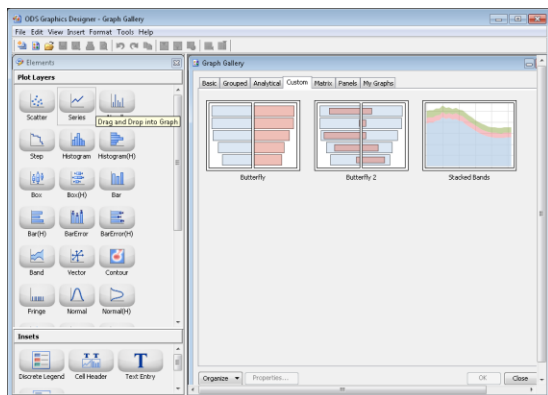 ODS Graphics Designer - Graph Gallery
File Edit View Insert Format Tools Help
Elements
Plot Layers
Scatter Series
Drag and Drop into Graph
Step Histogram Histogram(H)
Box Box(H) Bar
Bar(H) BarError BarError(H)
Band Vector Contour
Fringe Normal Normal(H)
Insets
Discrete Legend Cell Header Text Entry
Graph Gallery
Basic Grouped Analytical Custom Matrix Panels My Graphs
Butterfly Butterfly 2 Stacked Bands
Organize Properties... OK Close